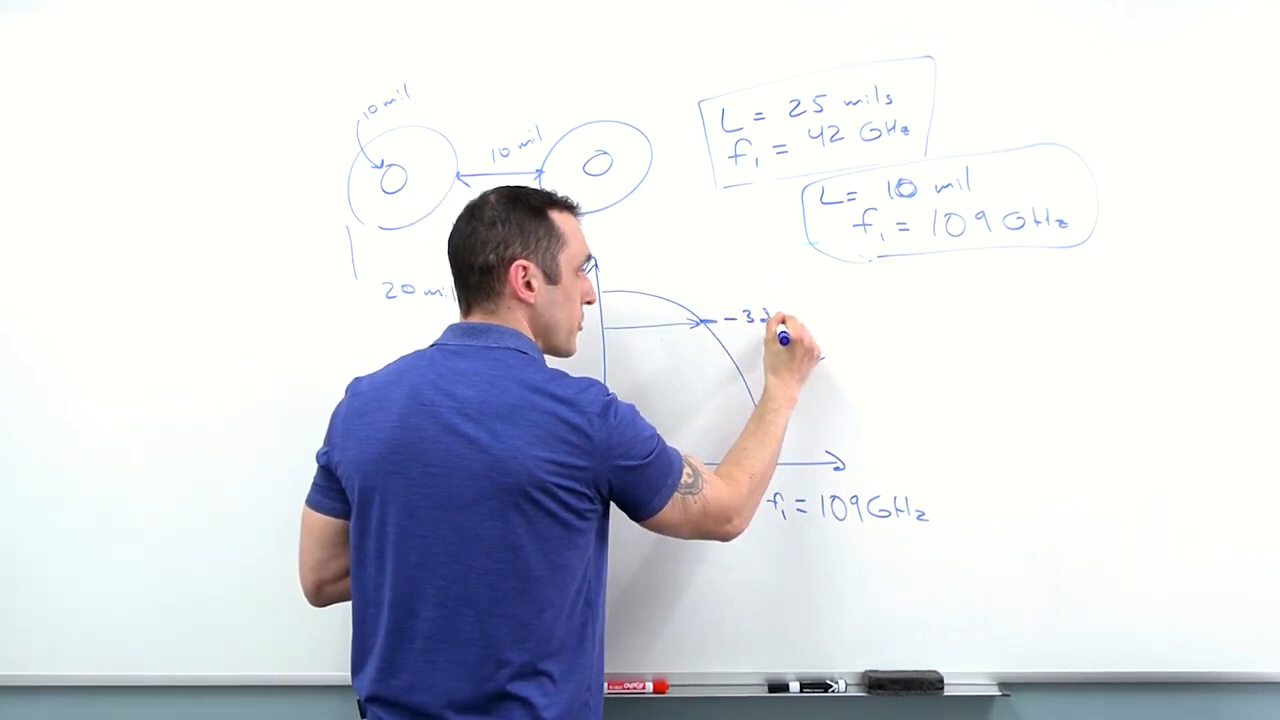 10 mil
10 mil
20 mil
L = 25 mils
f₁ = 42 GHz
L = 10 mil
f₁ = 109 GHz
-3
f₁ = 109 GHz
EXPO